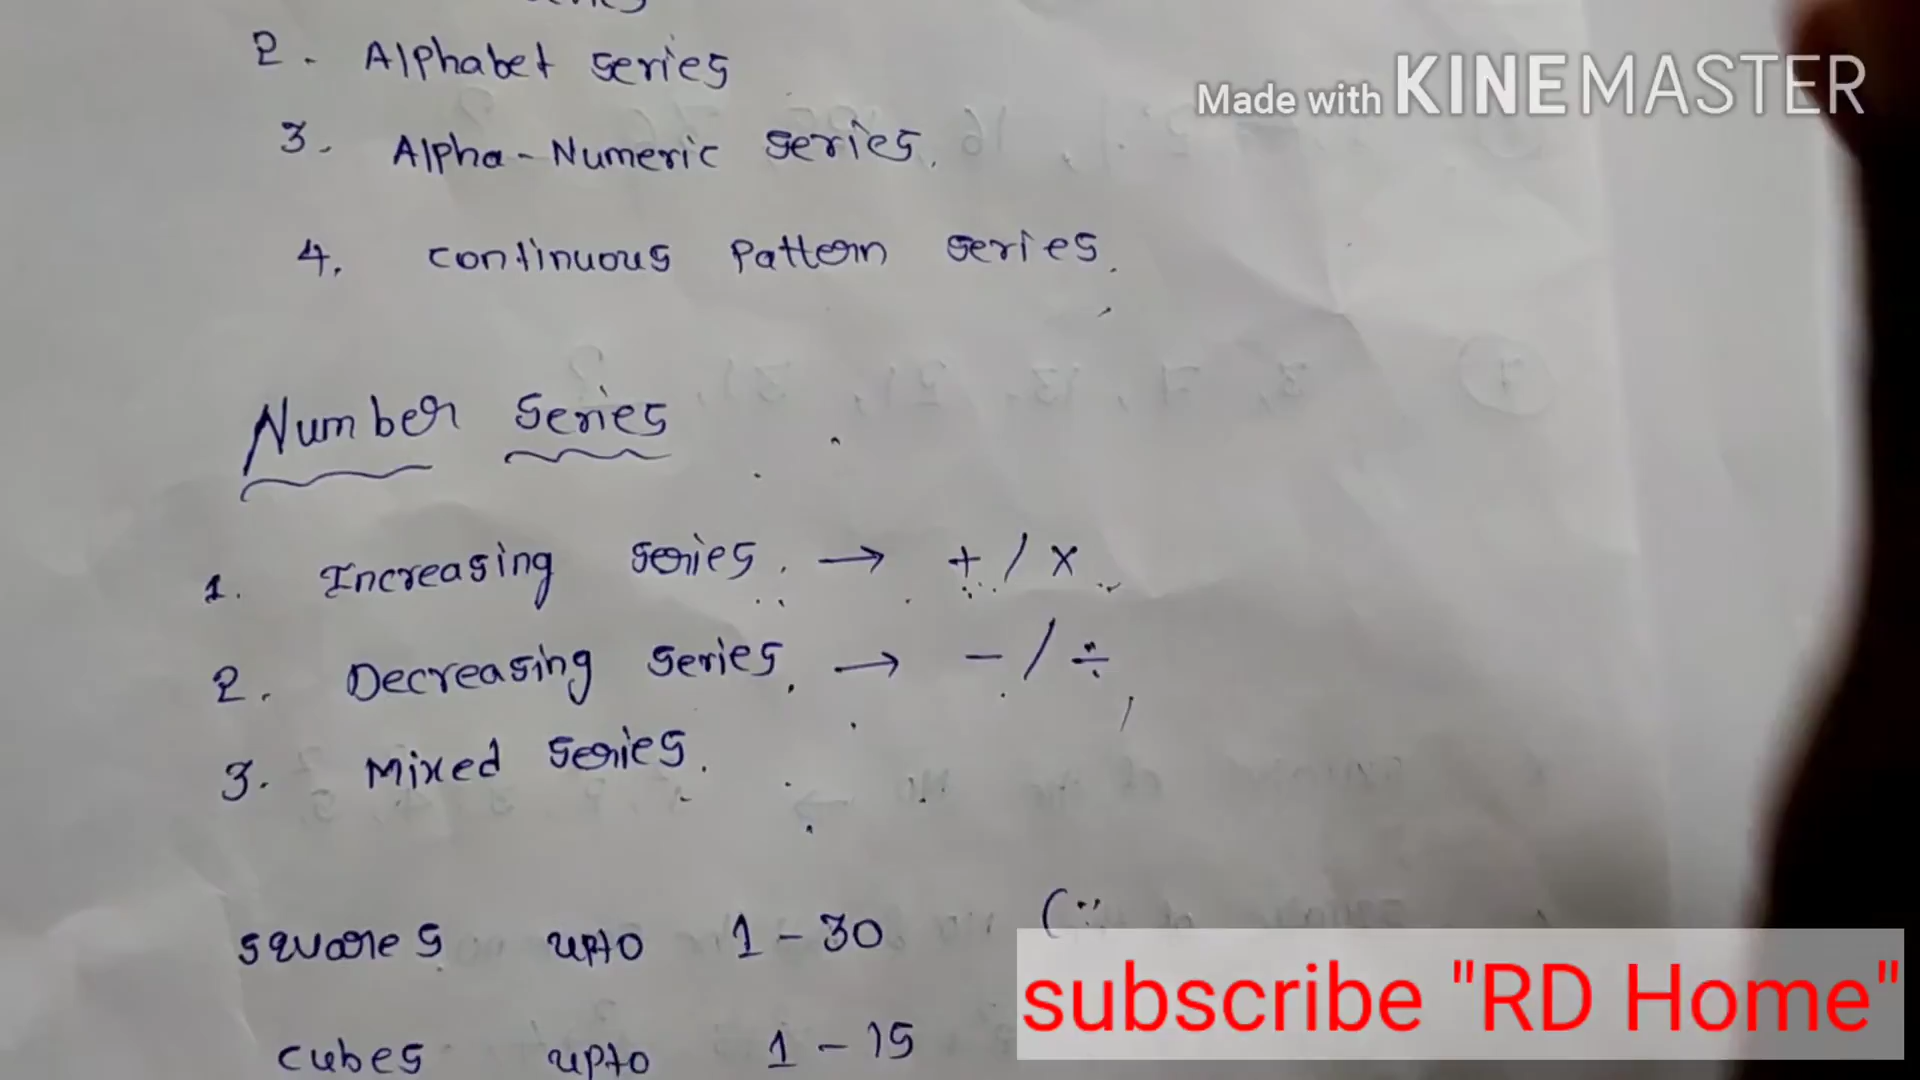 2. Alphabet series
Made with KINEMASTER
3. Alpha-Numeric series.
4. continuous Pattern series.
Number series
1. Increasing series. → + / ×
2. Decreasing series. → - / ÷
3. Mixed series.
squares upto 1 - 30
subscribe "RD Home"
cubes upto 1 - 15